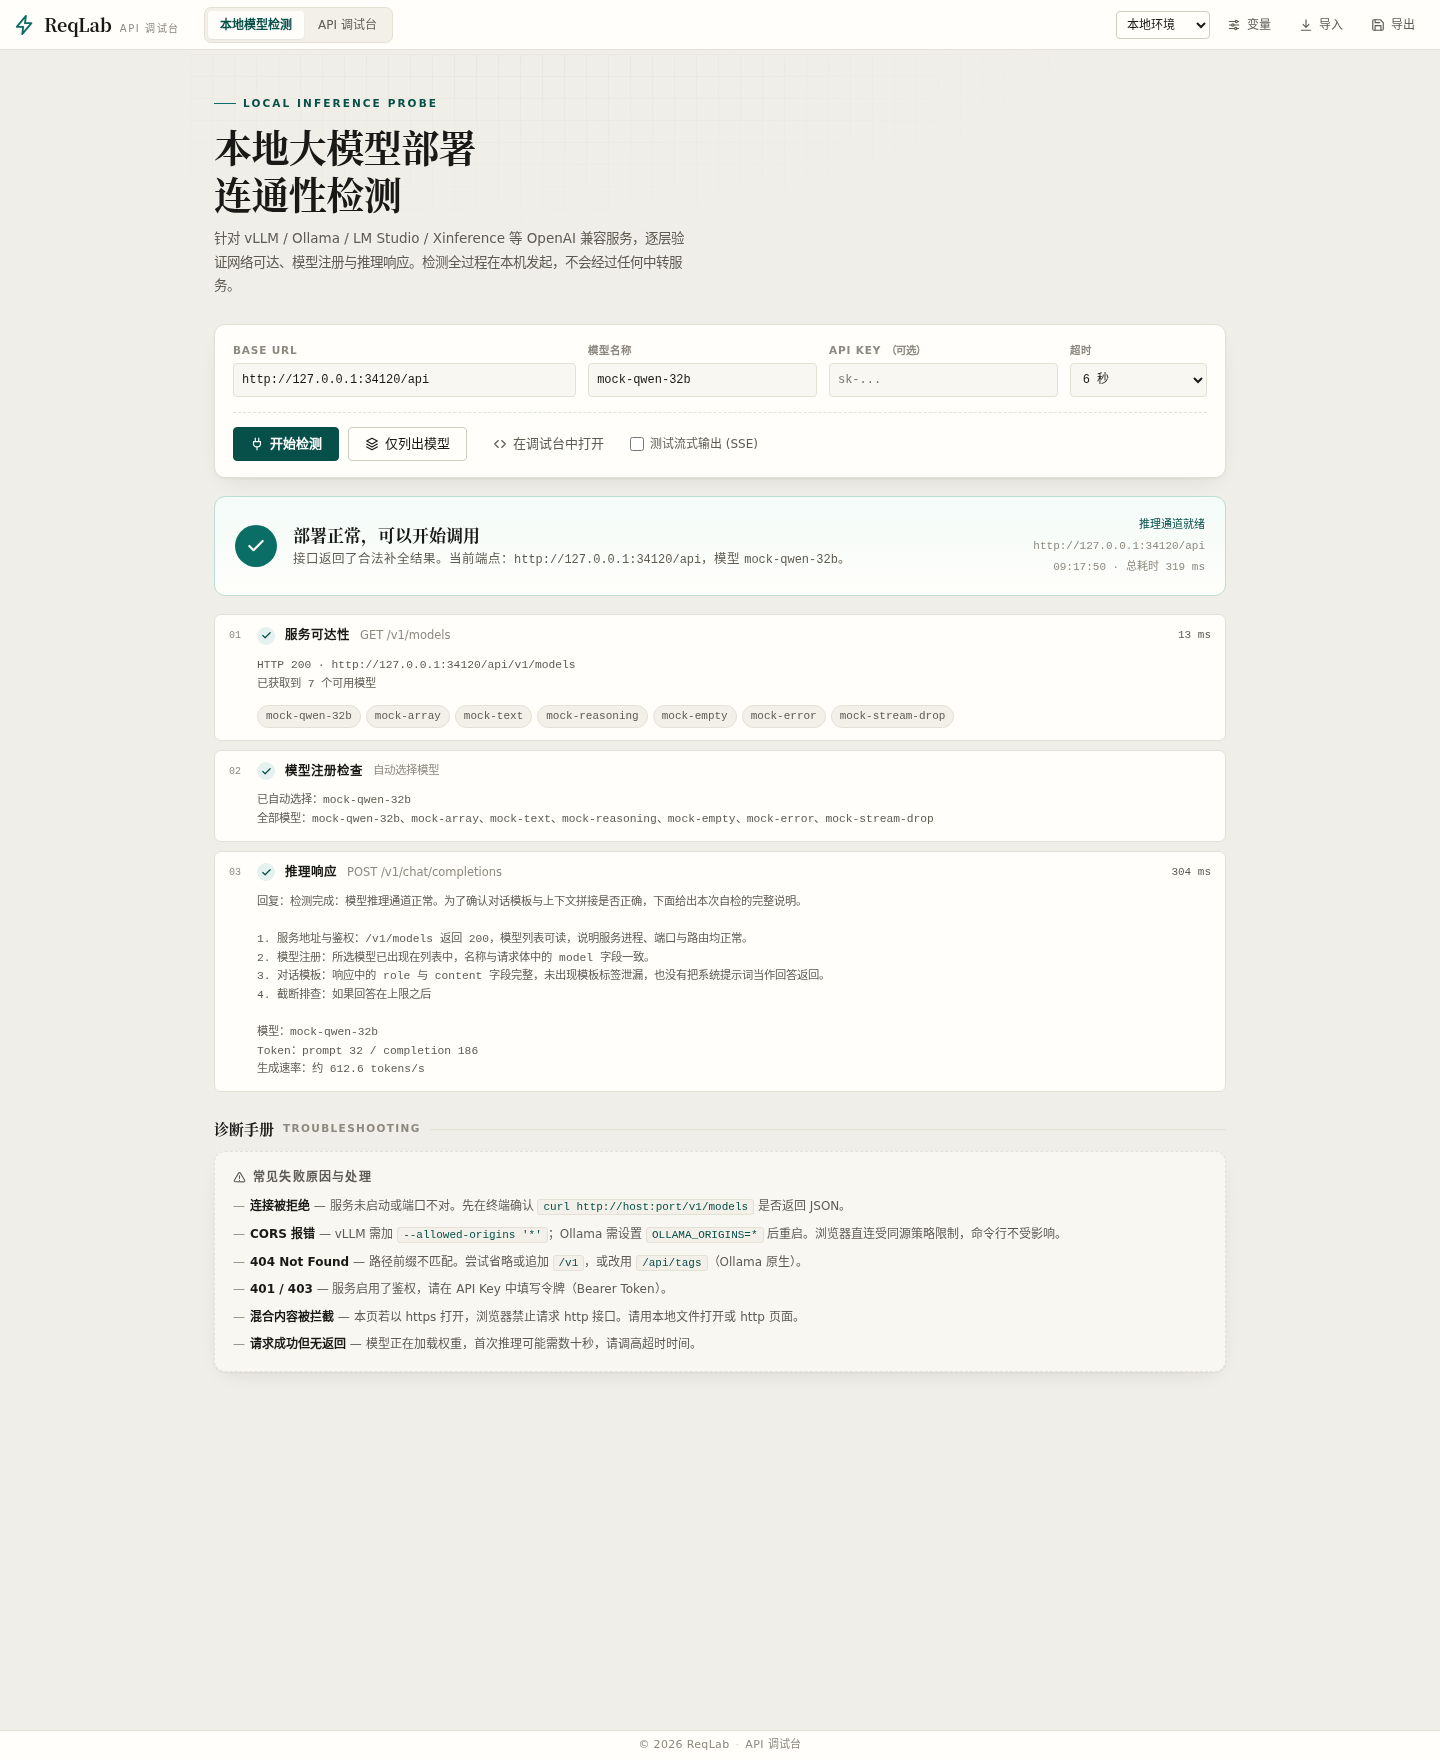 ReqLab API 调试台 本地模型检测 API 调试台 本地环境 变量 导入 导出
LOCAL INFERENCE PROBE
本地大模型部署
连通性检测
针对 vLLM / Ollama / LM Studio / Xinference 等 OpenAI 兼容服务，逐层验
证网络可达、模型注册与推理响应。检测全过程在本机发起，不会经过任何中转服
务。
BASE URL 模型名称 API KEY （可选） 超时
http://127.0.0.1:34120/api mock-qwen-32b sk-... 6 秒
开始检测 仅列出模型 在调试台中打开 测试流式输出 (SSE)
部署正常，可以开始调用
接口返回了合法补全结果。当前端点：http://127.0.0.1:34120/api，模型 mock-qwen-32b。
推理通道就绪
http://127.0.0.1:34120/api
09:17:50 · 总耗时 319 ms
01 服务可达性 GET /v1/models 13 ms
HTTP 200 · http://127.0.0.1:34120/api/v1/models
已获取到 7 个可用模型
mock-qwen-32b mock-array mock-text mock-reasoning mock-empty mock-error mock-stream-drop
02 模型注册检查 自动选择模型
已自动选择：mock-qwen-32b
全部模型：mock-qwen-32b、mock-array、mock-text、mock-reasoning、mock-empty、mock-error、mock-stream-drop
03 推理响应 POST /v1/chat/completions 304 ms
回复：检测完成：模型推理通道正常。为了确认对话模板与上下文拼接是否正确，下面给出本次自检的完整说明。
1. 服务地址与鉴权：/v1/models 返回 200，模型列表可读，说明服务进程、端口与路由均正常。
2. 模型注册：所选模型已出现在列表中，名称与请求体中的 model 字段一致。
3. 对话模板：响应中的 role 与 content 字段完整，未出现模板标签泄漏，也没有把系统提示词当作回答返回。
4. 截断排查：如果回答在上限之后
模型：mock-qwen-32b
Token：prompt 32 / completion 186
生成速率：约 612.6 tokens/s
诊断手册 TROUBLESHOOTING
常见失败原因与处理
— 连接被拒绝 — 服务未启动或端口不对。先在终端确认 curl http://host:port/v1/models 是否返回 JSON。
— CORS 报错 — vLLM 需加 --allowed-origins '*'；Ollama 需设置 OLLAMA_ORIGINS=* 后重启。浏览器直连受同源策略限制，命令行不受影响。
— 404 Not Found — 路径前缀不匹配。尝试省略或追加 /v1，或改用 /api/tags（Ollama 原生）。
— 401 / 403 — 服务启用了鉴权，请在 API Key 中填写令牌（Bearer Token）。
— 混合内容被拦截 — 本页若以 https 打开，浏览器禁止请求 http 接口。请用本地文件打开或 http 页面。
— 请求成功但无返回 — 模型正在加载权重，首次推理可能需数十秒，请调高超时时间。
© 2026 ReqLab · API 调试台